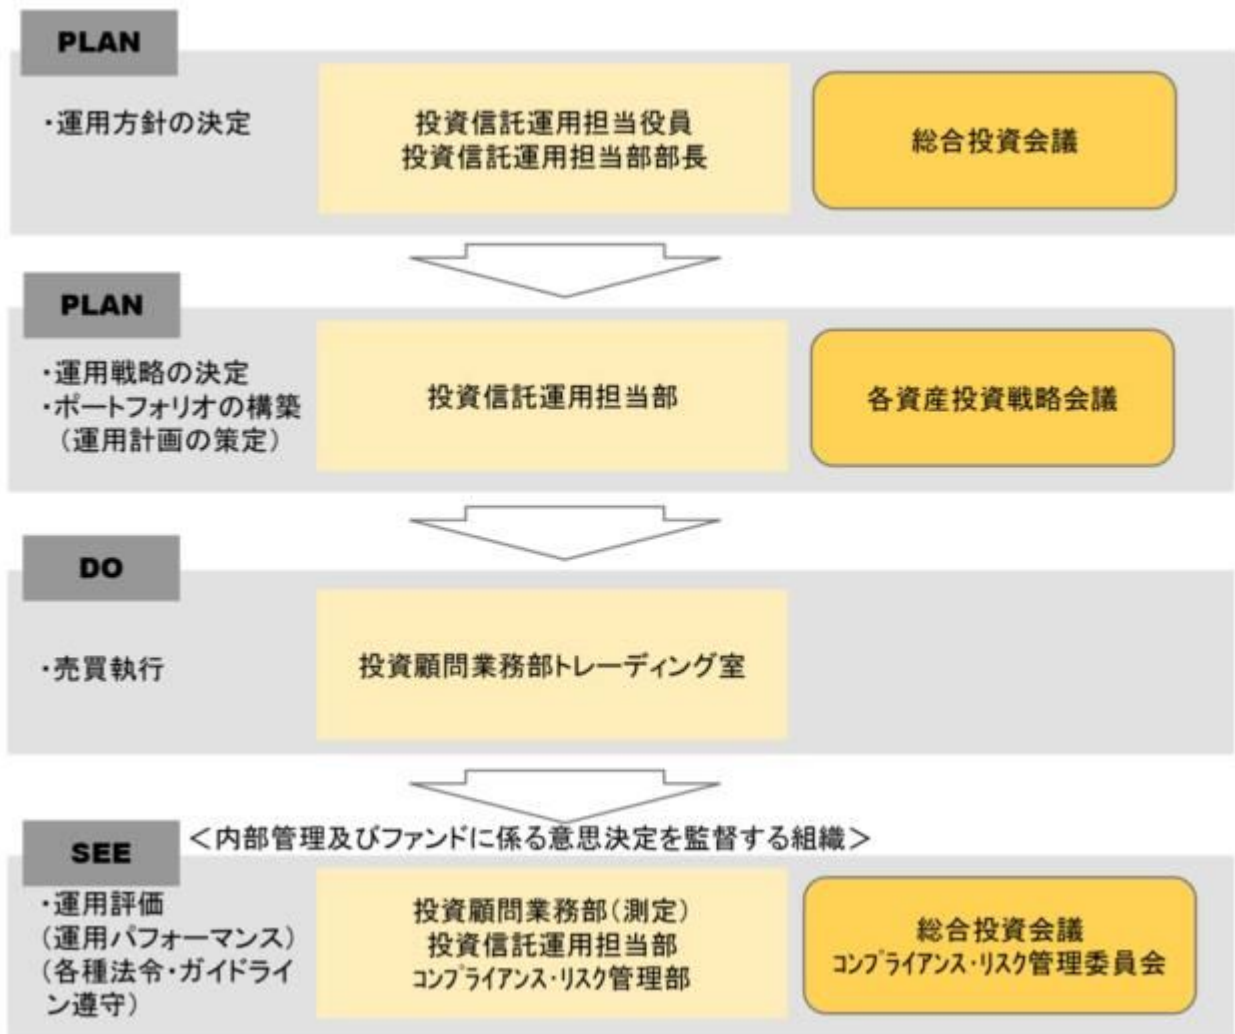 PLAN
・運用方針の決定
投資信託運用担当役員
投資信託運用担当部部長
総合投資会議
PLAN
・運用戦略の決定
・ポートフォリオの構築
（運用計画の策定）
投資信託運用担当部
各資産投資戦略会議
DO
・売買執行
投資顧問業務部トレーディング室
＜内部管理及びファンドに係る意思決定を監督する組織＞
SEE
・運用評価
(運用パフォーマンス)
(各種法令・ガイドライ
ン遵守)
投資顧問業務部(測定)
投資信託運用担当部
ｺﾝﾌﾟﾗｲｱﾝｽ・ﾘｽｸ管理部
総合投資会議
ｺﾝﾌﾟﾗｲｱﾝｽ・ﾘｽｸ管理委員会